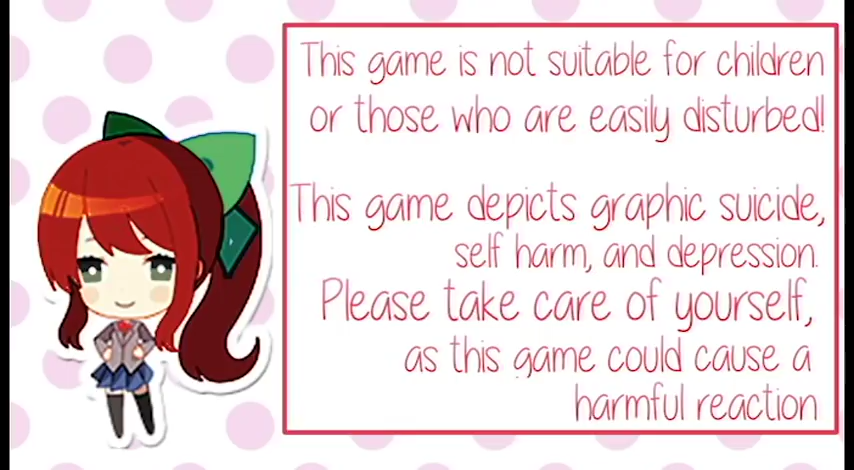 This game is not suitable for children
or those who are easily disturbed!
This game depicts graphic suicide,
self harm, and depression.
Please take care of yourself,
as this game could cause a
harmful reaction